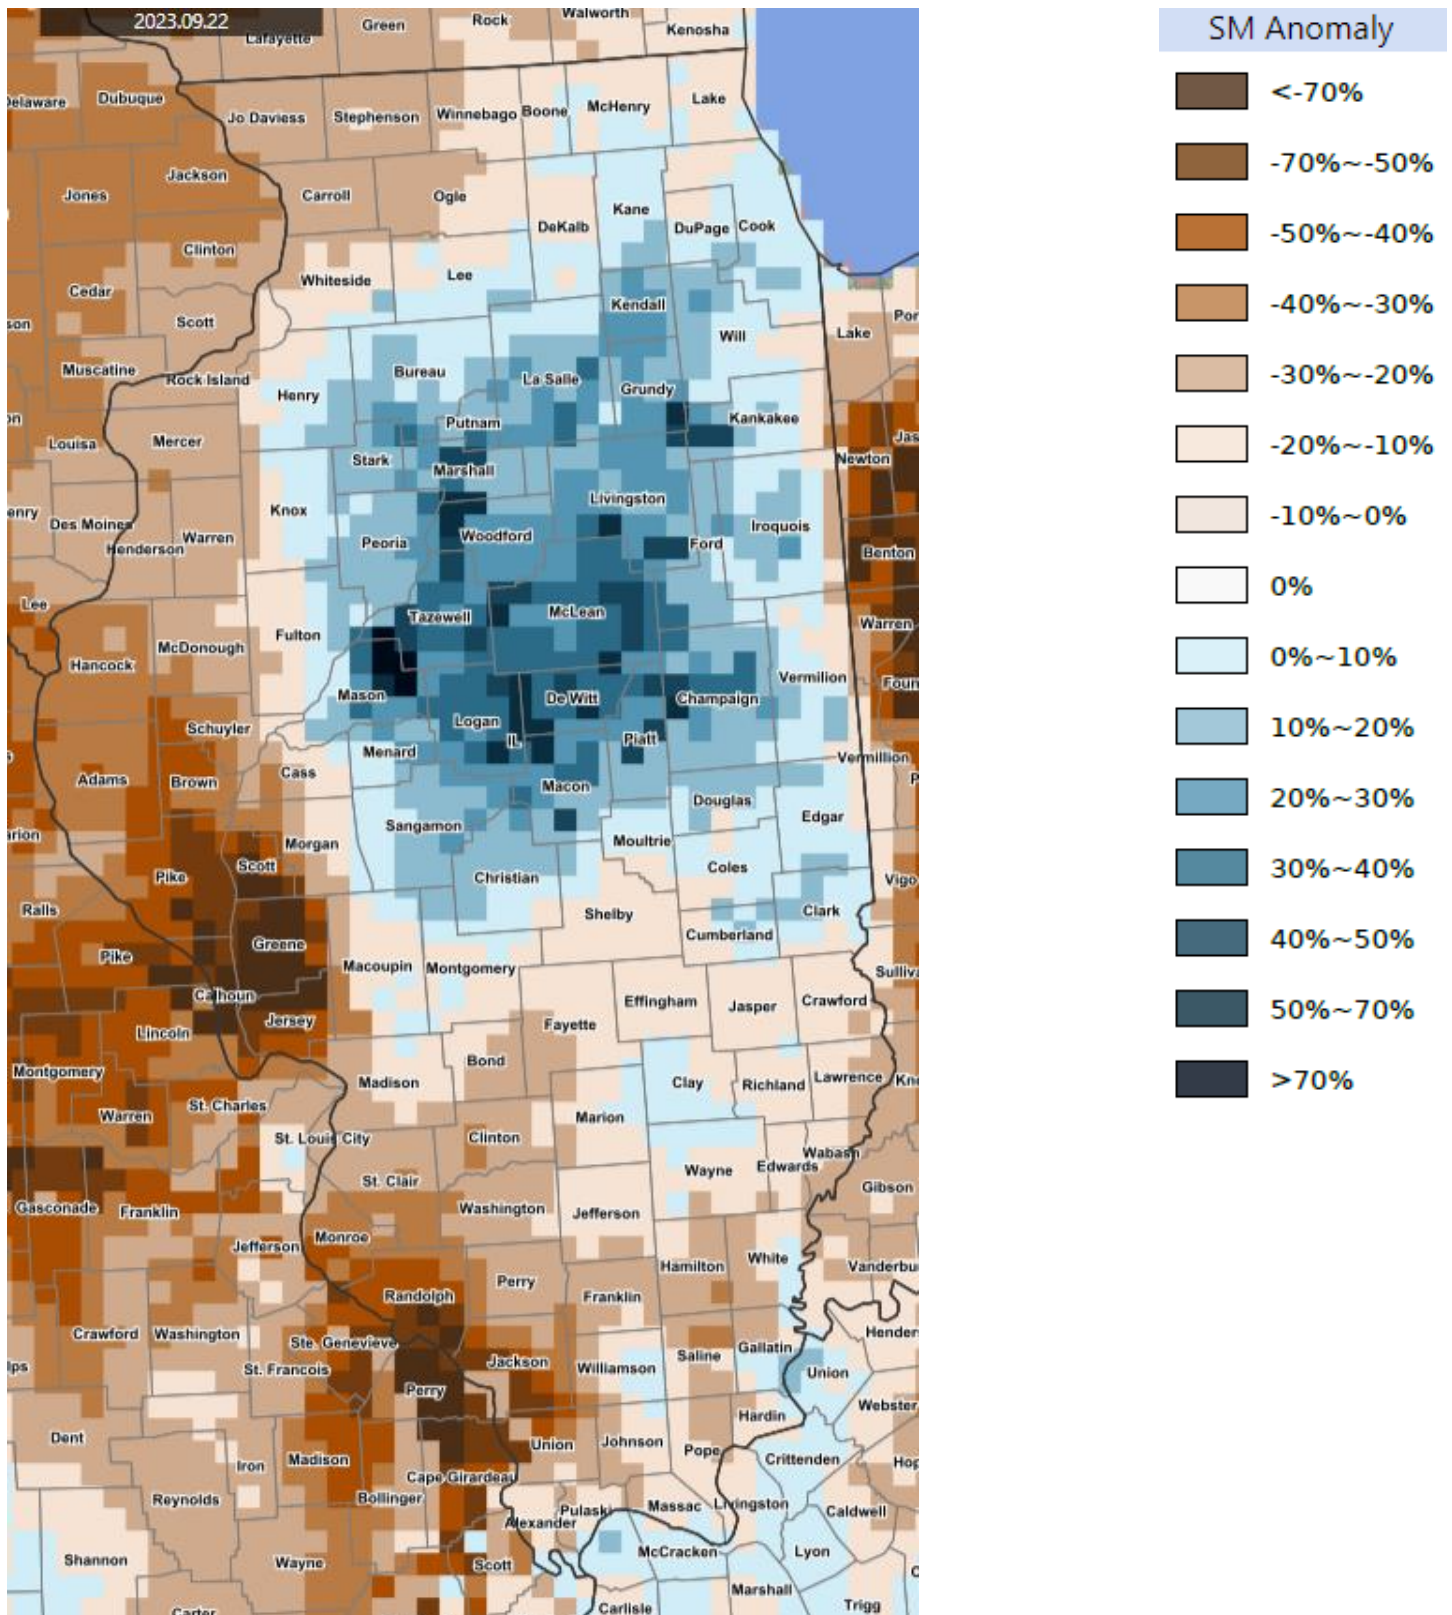 2023.09.22
SM Anomaly
<-70%
-70%~-50%
-50%~-40%
-40%~-30%
-30%~-20%
-20%~-10%
-10%~0%
0%
0%~10%
10%~20%
20%~30%
30%~40%
40%~50%
50%~70%
>70%
Lafayette Green Rock Walworth Kenosha
Delaware Dubuque Jo Daviess Stephenson Winnebago Boone McHenry Lake
Jones Jackson Carroll Ogle DeKalb Kane DuPage Cook
Clinton
Cedar Whiteside Lee
Scott Kendall Will Lake
Muscatine Rock Island Henry Bureau La Salle Grundy
Louisa Mercer Putnam Kankakee
Stark Marshall Newton
Des Moines Henderson Warren Knox Peoria Woodford Livingston Ford Iroquois Benton
Lee Hancock McDonough Fulton Tazewell McLean Warren
Mason De Witt Champaign Vermilion
Schuyler Logan
Menard IL Piatt Vermillion
Adams Brown Cass Macon Douglas
Sangamon Edgar
Morgan Moultrie
Pike Scott Christian Coles Vigo
Ralls Shelby Clark
Pike Greene Cumberland
Macoupin Montgomery
Calhoun Effingham Jasper Crawford
Lincoln Jersey Fayette
Montgomery Madison Bond Clay Richland Lawrence
Warren St. Charles Marion
St. Louis City Clinton Wabash
St. Clair Wayne Edwards
Gasconade Franklin Washington Jefferson Gibson
Jefferson Monroe
Perry Hamilton White
Randolph Franklin
Crawford Washington Ste. Genevieve
St. Francois Jackson Williamson Saline Gallatin Union
Perry Hardin Webster
Dent Iron Madison Union Johnson Pope Crittenden
Reynolds Bollinger Cape Girardeau
Pulaski Massac Livingston Caldwell
Alexander
Shannon Wayne Scott McCracken Lyon
Marshall
Carter Carlisle Trigg